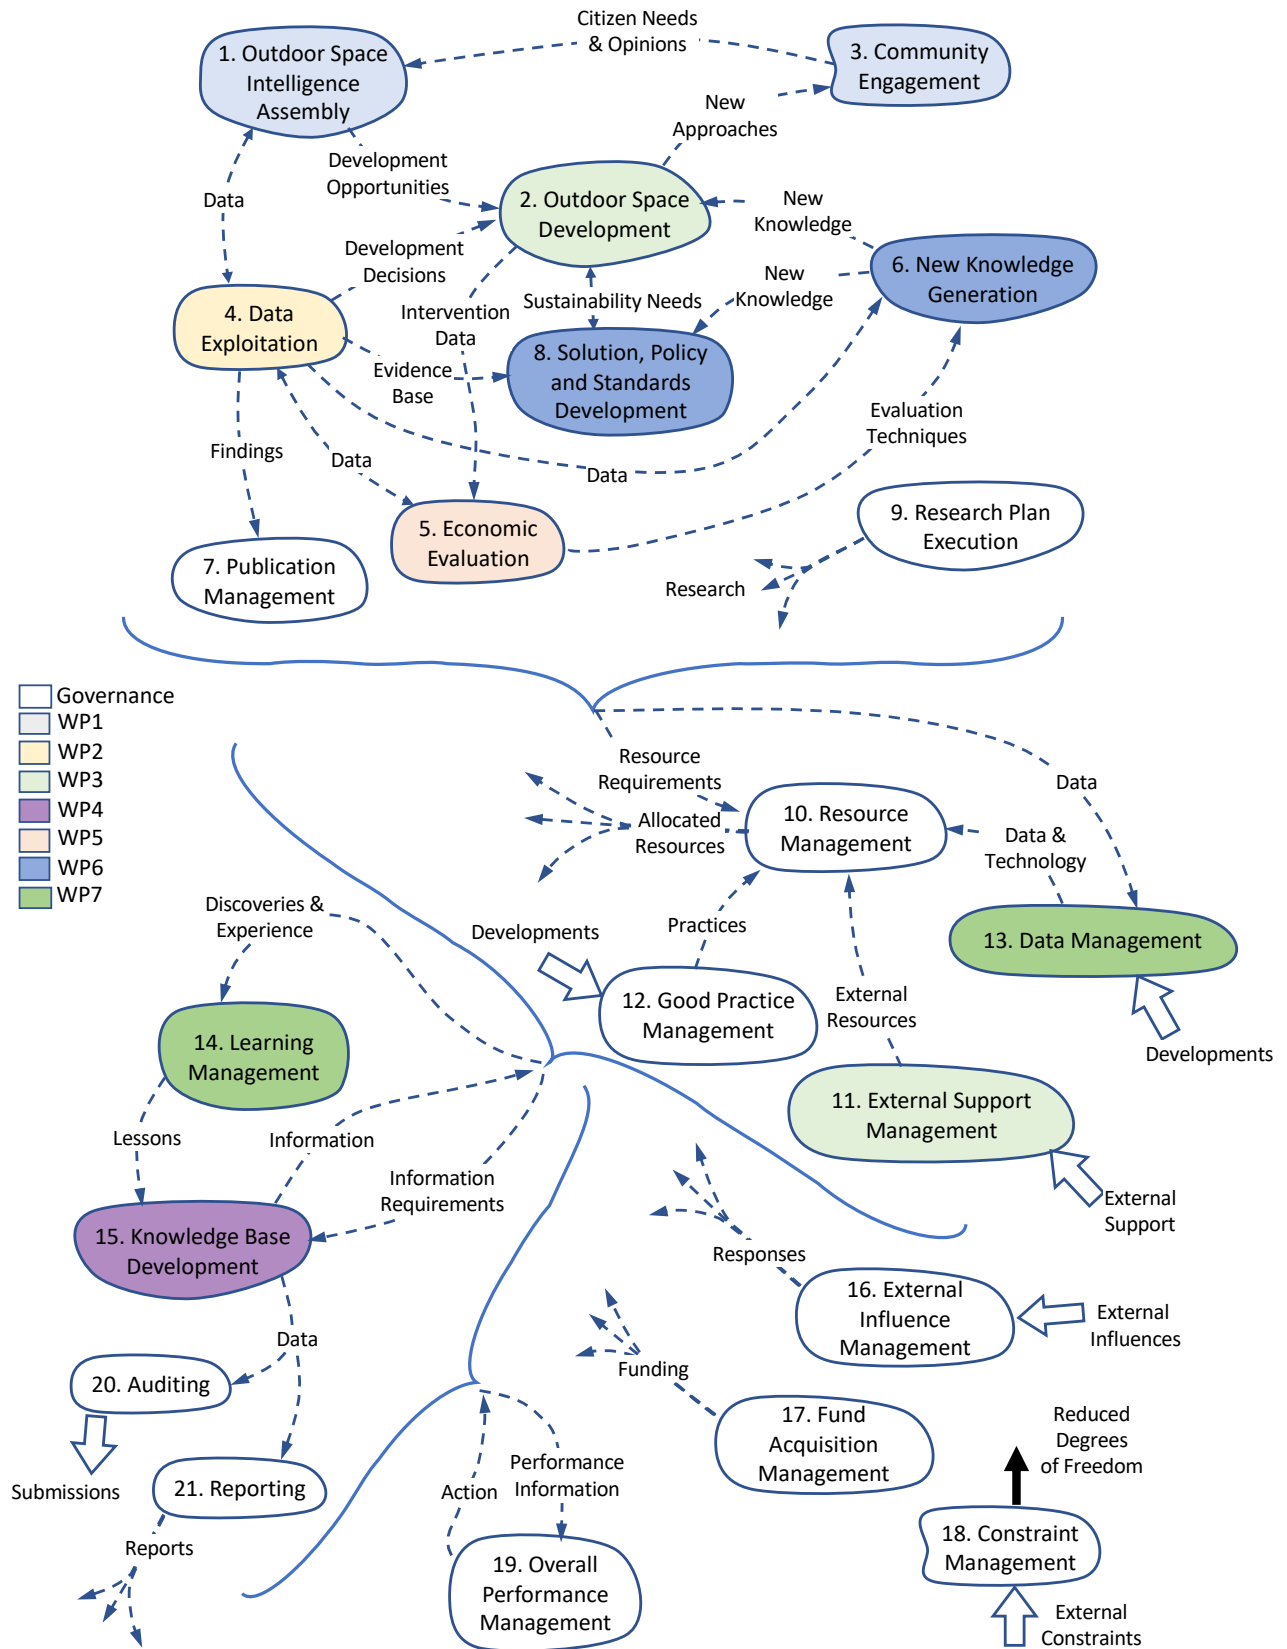 Citizen Needs
& Opinions
1. Outdoor Space
Intelligence
Assembly
3. Community
Engagement
New
Approaches
Development
Opportunities
2. Outdoor Space
Development
New
Knowledge
Data
Development
Decisions
6. New Knowledge
Generation
New
Knowledge
Sustainability Needs
4. Data
Exploitation
Intervention
Data
8. Solution, Policy
and Standards
Development
Evidence
Base
Evaluation
Techniques
Findings
Data
Data
5. Economic
Evaluation
9. Research Plan
Execution
7. Publication
Management
Research
Governance
WP1
WP2
WP3
WP4
WP5
WP6
WP7
Resource
Requirements
Data
Allocated
Resources
10. Resource
Management
Data &
Technology
Discoveries &
Experience
Developments
Practices
13. Data Management
12. Good Practice
Management
External
Resources
Developments
14. Learning
Management
11. External Support
Management
Lessons
Information
Information
Requirements
External
Support
15. Knowledge Base
Development
Responses
16. External
Influence
Management
External
Influences
Data
Funding
20. Auditing
17. Fund
Acquisition
Management
Reduced
Degrees
of Freedom
Submissions
21. Reporting
Action
Performance
Information
Reports
18. Constraint
Management
19. Overall
Performance
Management
External
Constraints